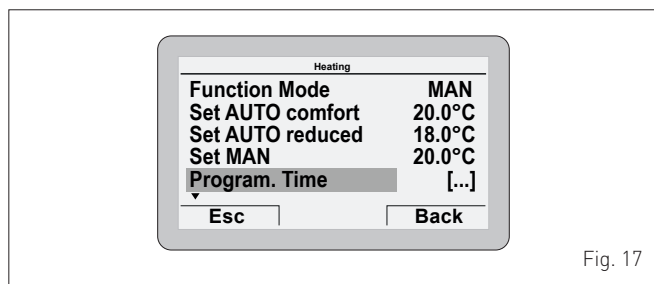 Heating
Function Mode MAN
Set AUTO comfort 20.0°C
Set AUTO reduced 18.0°C
Set MAN 20.0°C
Program. Time [...]
Esc Back
Fig. 17